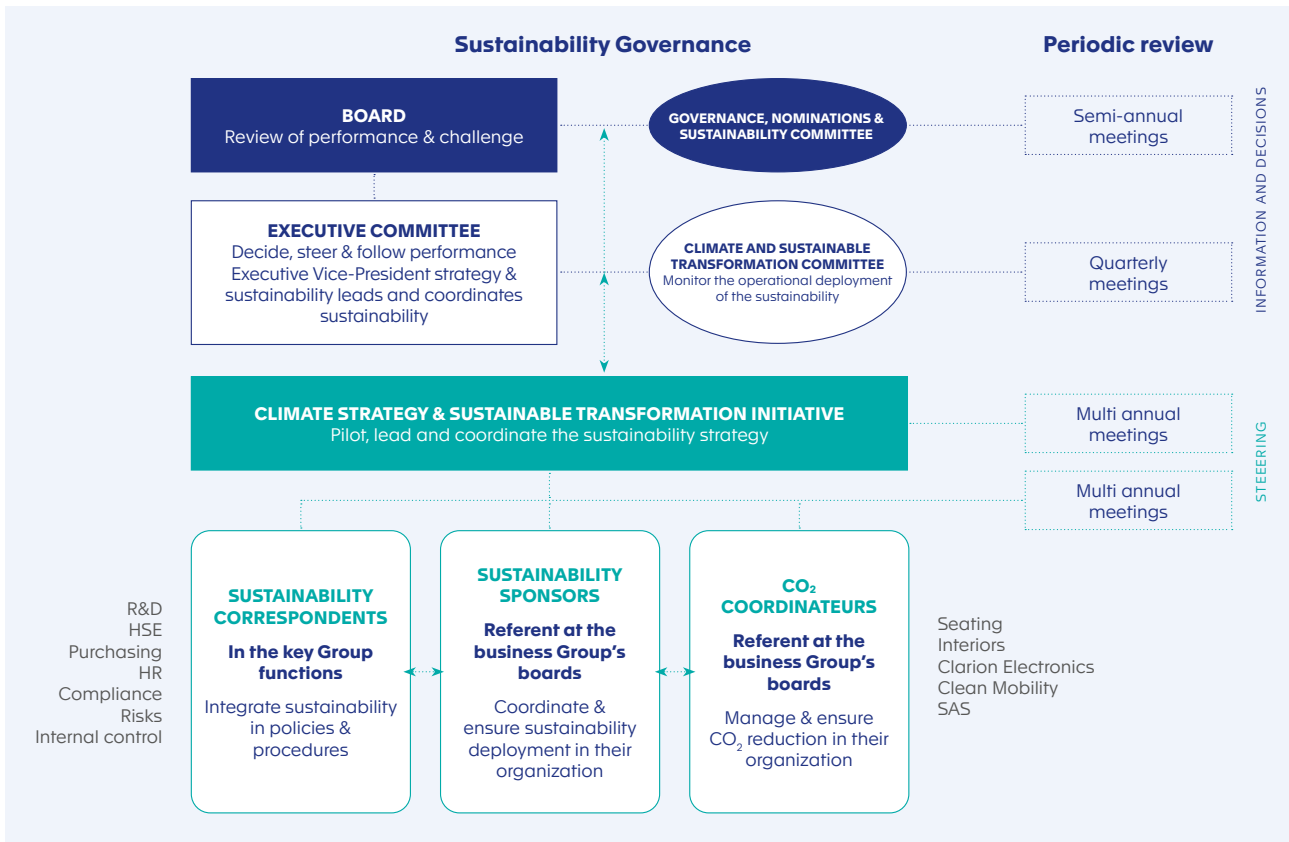 Sustainability Governance
Periodic review
BOARD
Review of performance & challenge
GOVERNANCE, NOMINATIONS &
SUSTAINABILITY COMMITTEE
Semi-annual
meetings
EXECUTIVE COMMITTEE
Decide, steer & follow performance
Executive Vice-President strategy &
sustainability leads and coordinates
sustainability
CLIMATE AND SUSTAINABLE
TRANSFORMATION COMMITTEE
Monitor the operational deployment
of the sustainability
Quarterly
meetings
INFORMATION AND DECISIONS
CLIMATE STRATEGY & SUSTAINABLE TRANSFORMATION INITIATIVE
Pilot, lead and coordinate the sustainability strategy
Multi annual
meetings
Multi annual
meetings
STEEERING
R&D
HSE
Purchasing
HR
Compliance
Risks
Internal control
SUSTAINABILITY
CORRESPONDENTS
In the key Group
functions
Integrate sustainability
in policies &
procedures
SUSTAINABILITY
SPONSORS
Referent at the
business Group's
boards
Coordinate &
ensure sustainability
deployment in their
organization
CO₂
COORDINATEURS
Referent at the
business Group's
boards
Manage & ensure
CO₂ reduction in their
organization
Seating
Interiors
Clarion Electronics
Clean Mobility
SAS